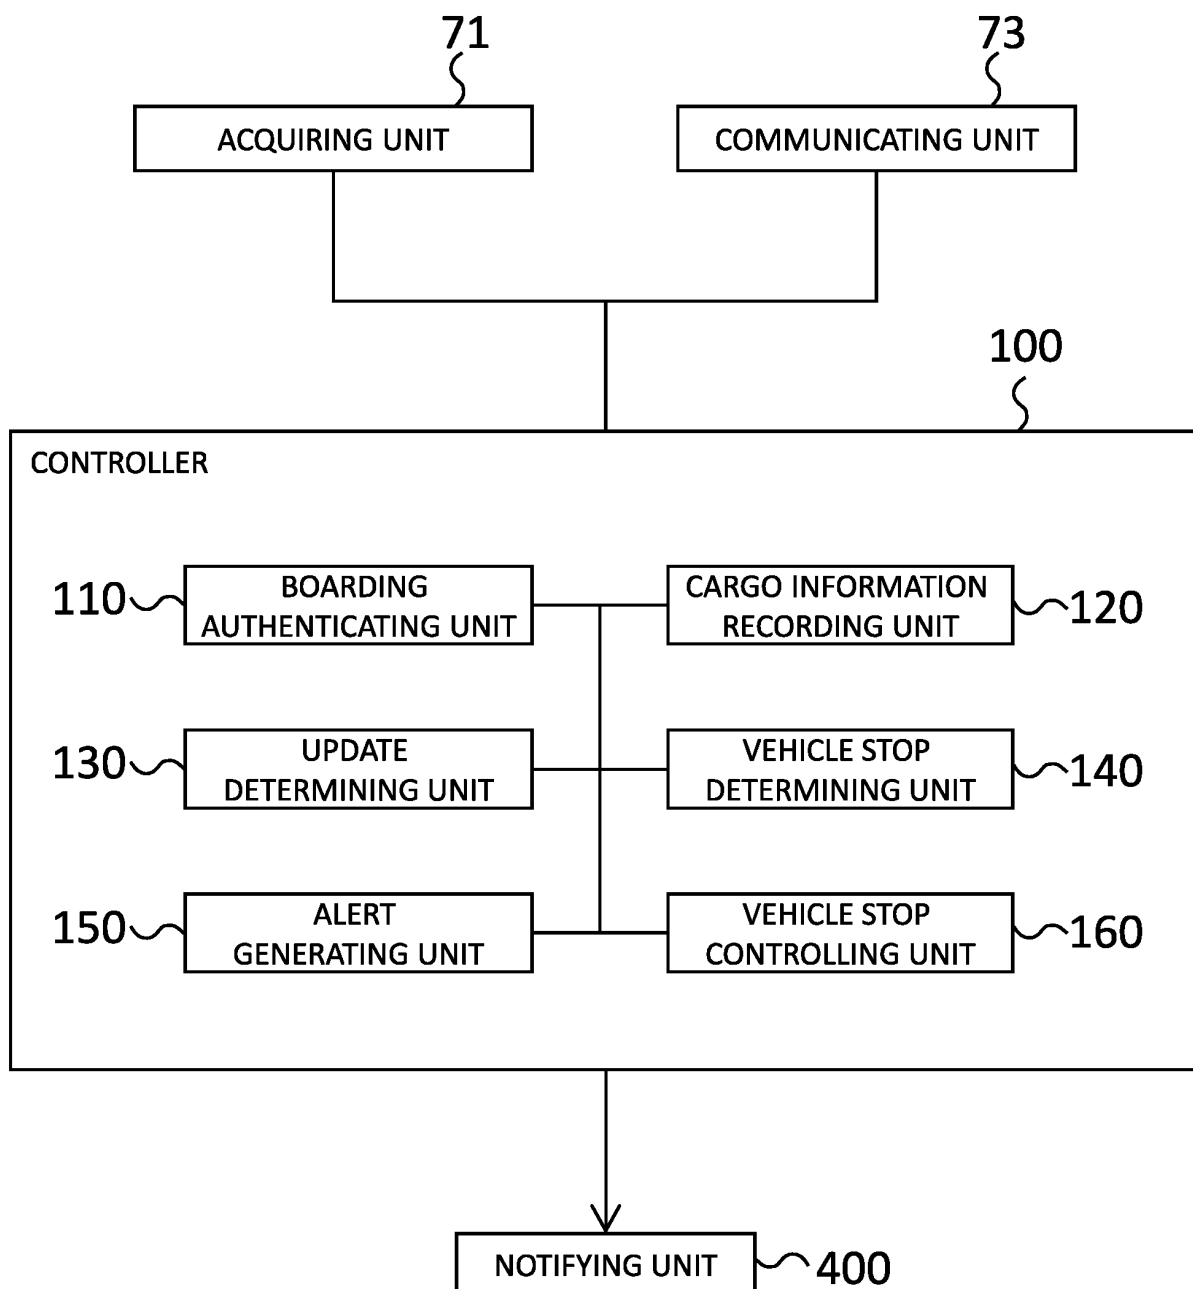 71
73
ACQUIRING UNIT
COMMUNICATING UNIT
100
CONTROLLER
110
BOARDING
AUTHENTICATING UNIT
CARGO INFORMATION
RECORDING UNIT
120
130
UPDATE
DETERMINING UNIT
VEHICLE STOP
DETERMINING UNIT
140
150
ALERT
GENERATING UNIT
VEHICLE STOP
CONTROLLING UNIT
160
NOTIFYING UNIT
400